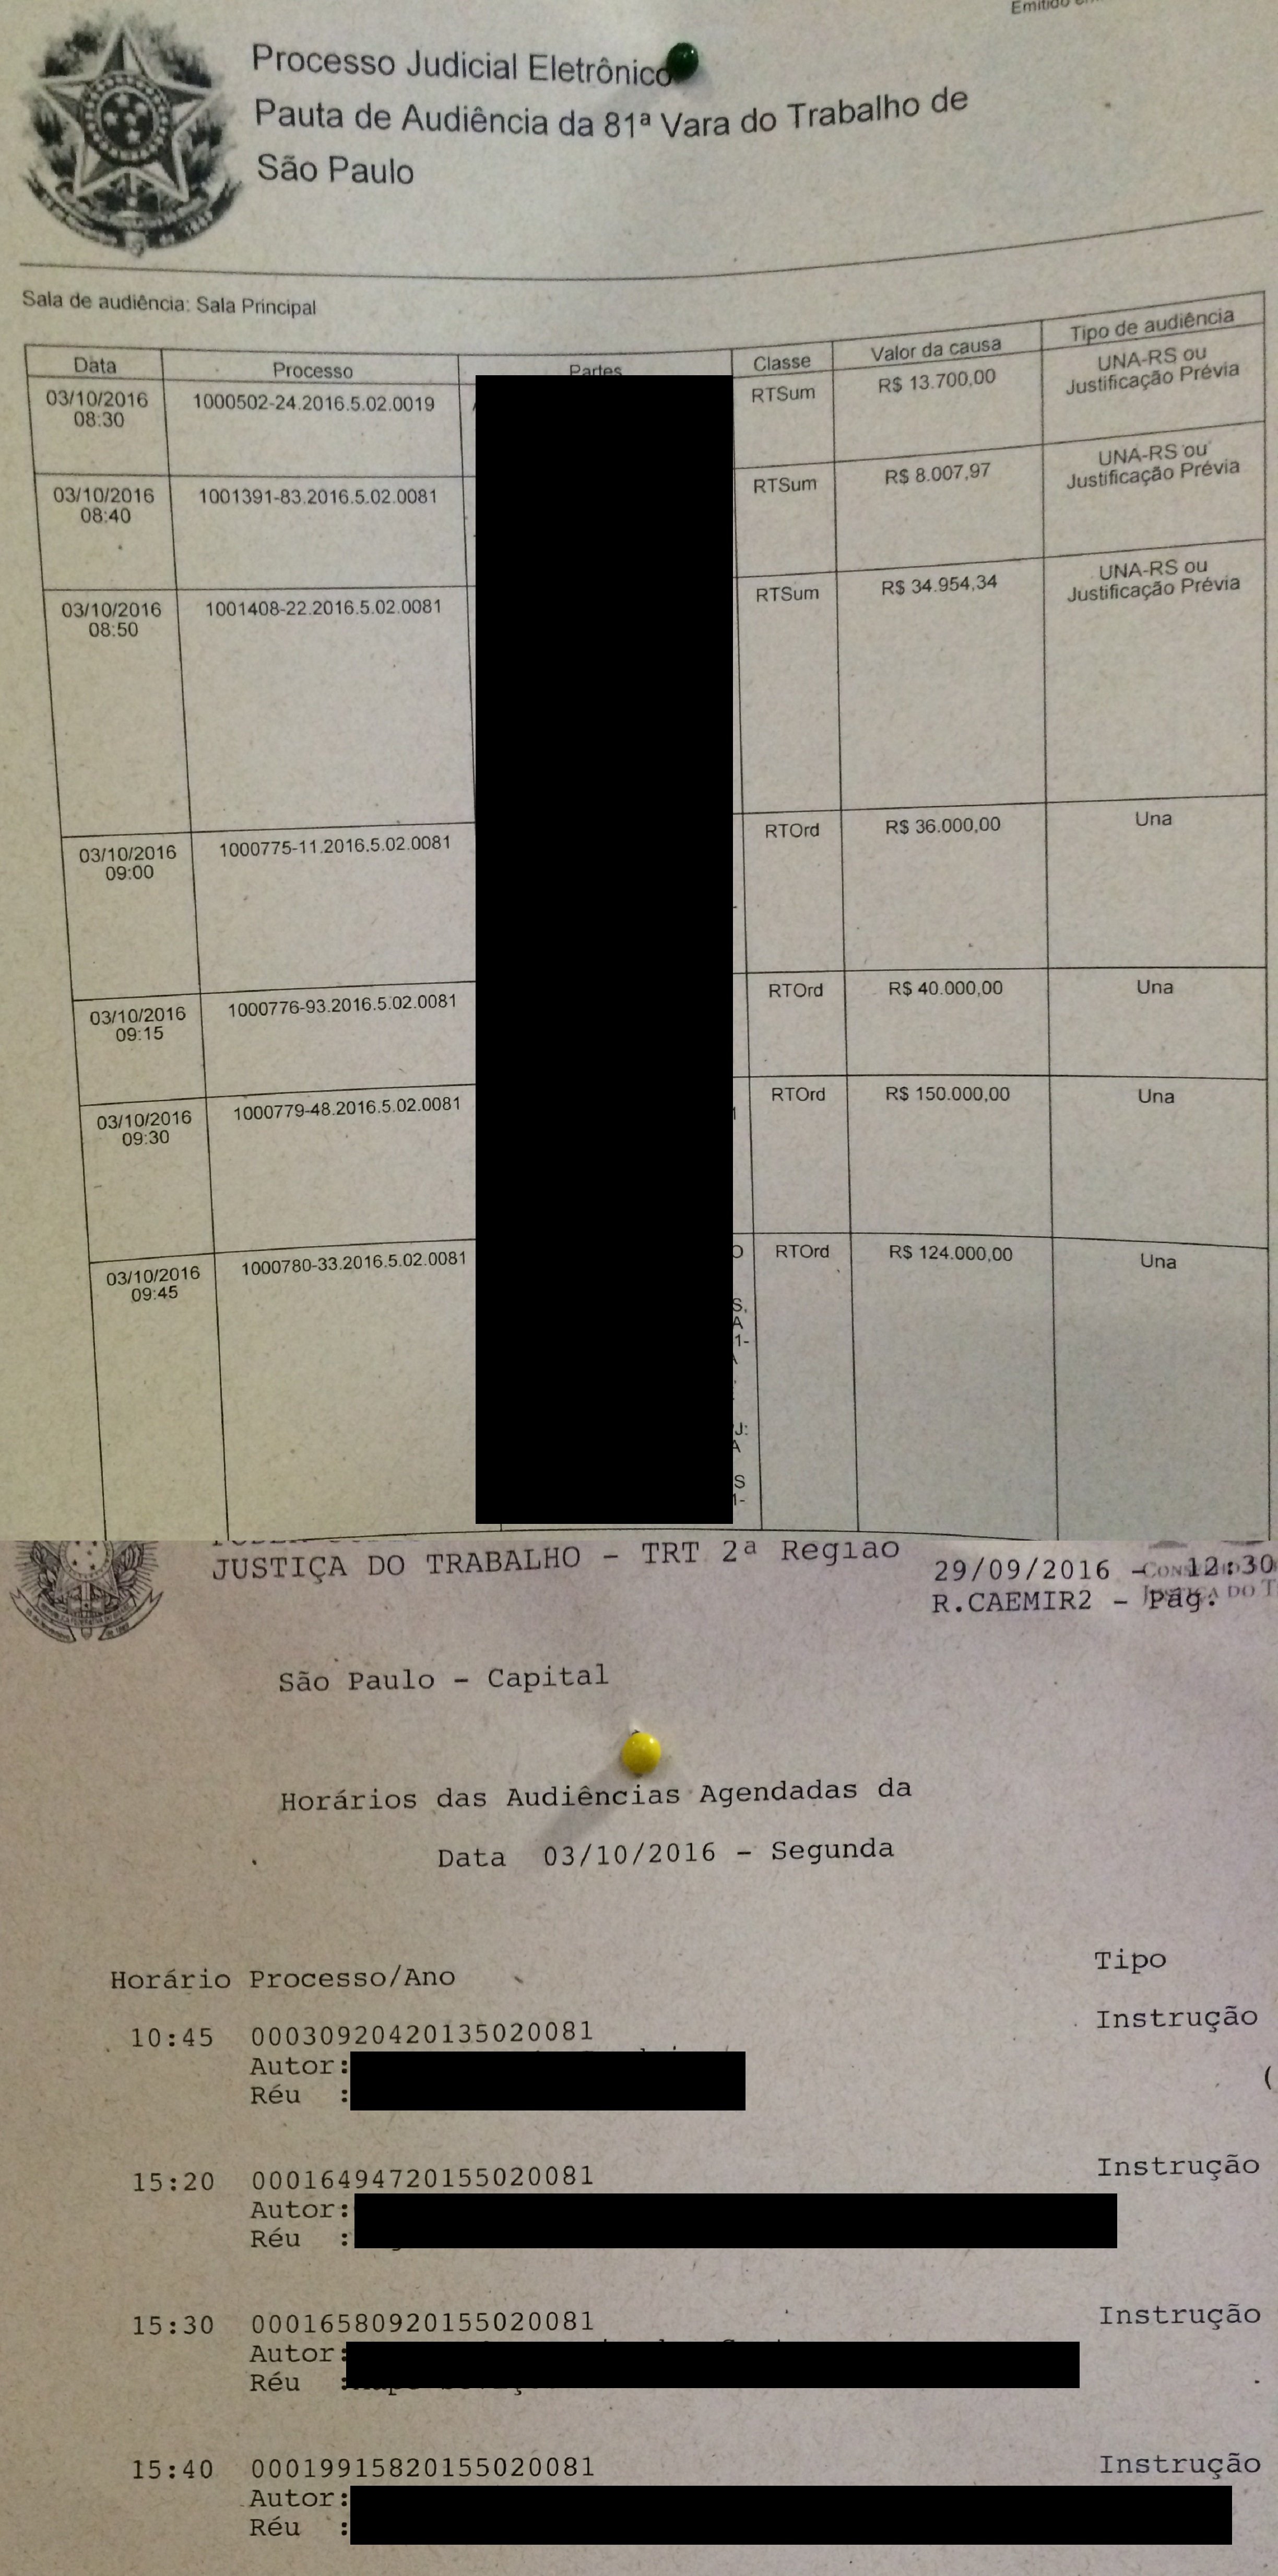 Emitido
Processo Judicial Eletrônico
Pauta de Audiência da 81ª Vara do Trabalho de
São Paulo
Sala de audiência: Sala Principal
Data Processo Partes Classe Valor da causa Tipo de audiência
03/10/2016 1000502-24.2016.5.02.0019 RTSum R$ 13.700,00 UNA-RS ou
08:30 Justificação Prévia
03/10/2016 1001391-83.2016.5.02.0081 RTSum R$ 8.007,97 UNA-RS ou
08:40 Justificação Prévia
03/10/2016 1001408-22.2016.5.02.0081 RTSum R$ 34.954,34 UNA-RS ou
08:50 Justificação Prévia
03/10/2016 1000775-11.2016.5.02.0081 RTOrd R$ 36.000,00 Una
09:00
03/10/2016 1000776-93.2016.5.02.0081 RTOrd R$ 40.000,00 Una
09:15
03/10/2016 1000779-48.2016.5.02.0081 RTOrd R$ 150.000,00 Una
09:30
03/10/2016 1000780-33.2016.5.02.0081 RTOrd R$ 124.000,00 Una
09:45
JUSTIÇA DO TRABALHO - TRT 2ª Região 29/09/2016 - 12:30
R.CAEMIR2 - Pág.
São Paulo - Capital
Horários das Audiências Agendadas da
Data 03/10/2016 - Segunda
Horário Processo/Ano Tipo
10:45 00030920420135020081 Instrução
Autor:
Réu :
15:20 00016494720155020081 Instrução
Autor:
Réu :
15:30 00016580920155020081 Instrução
Autor:
Réu :
15:40 00019915820155020081 Instrução
Autor:
Réu :